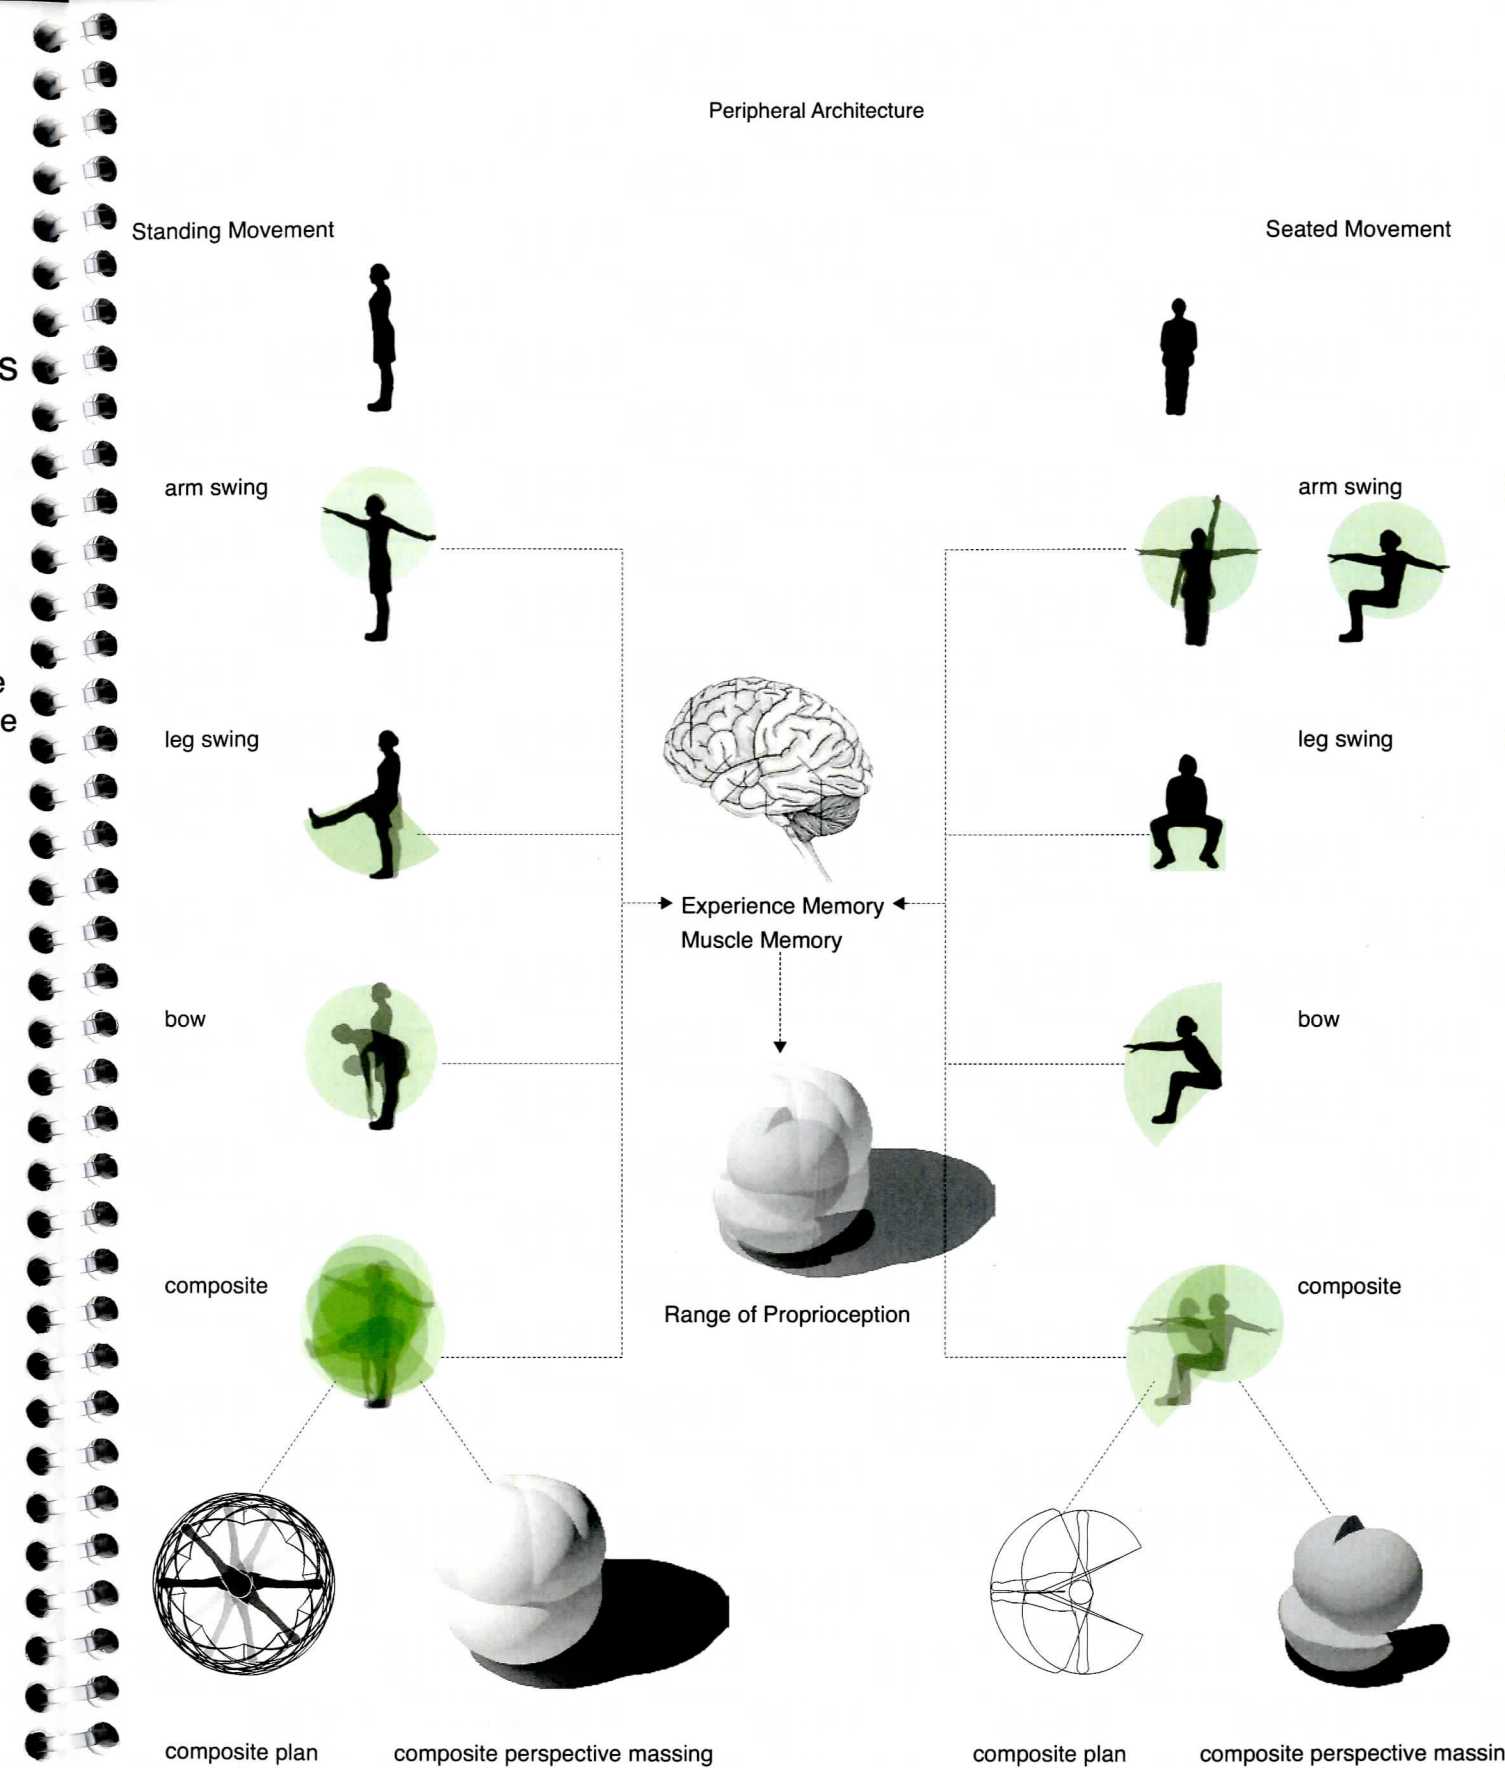 Peripheral Architecture
Standing Movement
Seated Movement
s
arm swing
arm swing
e
e
leg swing
leg swing
Experience Memory
Muscle Memory
bow
bow
composite
composite
Range of Proprioception
composite plan
composite perspective massing
composite plan
composite perspective massin